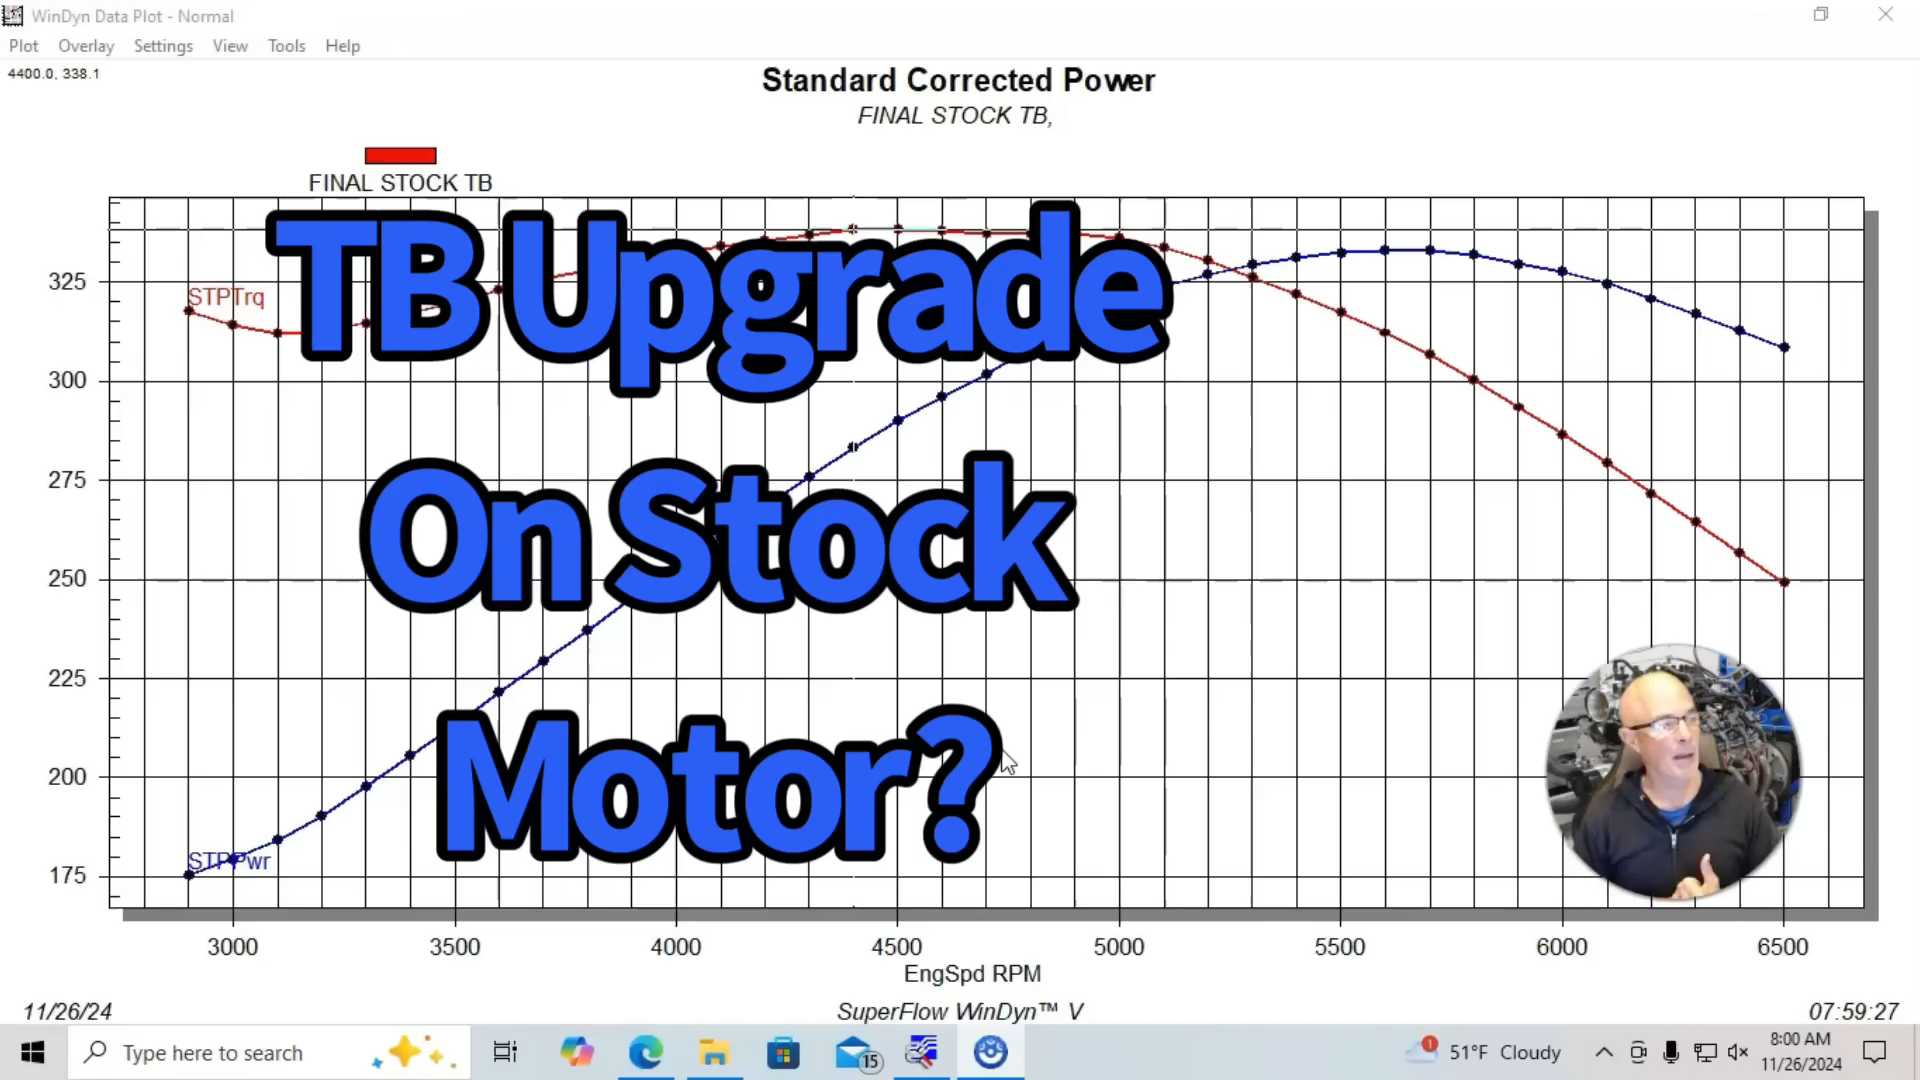 WinDyn Data Plot - Normal
Plot Overlay Settings View Tools Help
4400.0, 338.1
Standard Corrected Power
FINAL STOCK TB,
FINAL STOCK TB
TB Upgrade
On Stock
Motor?
STPTrq
STPPwr
325
300
275
250
225
200
175
3000 3500 4000 4500 5000 5500 6000 6500
EngSpd RPM
11/26/24 SuperFlow WinDyn™ V 07:59:27
Type here to search 15 1 51°F Cloudy 8:00 AM
11/26/2024